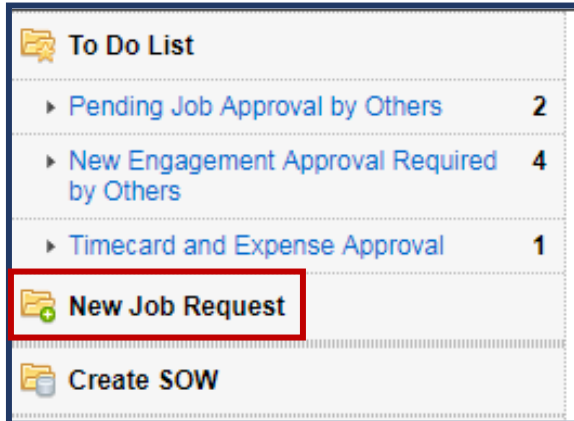 To Do List
Pending Job Approval by Others 2
New Engagement Approval Required 4
by Others
Timecard and Expense Approval 1
New Job Request
Create SOW